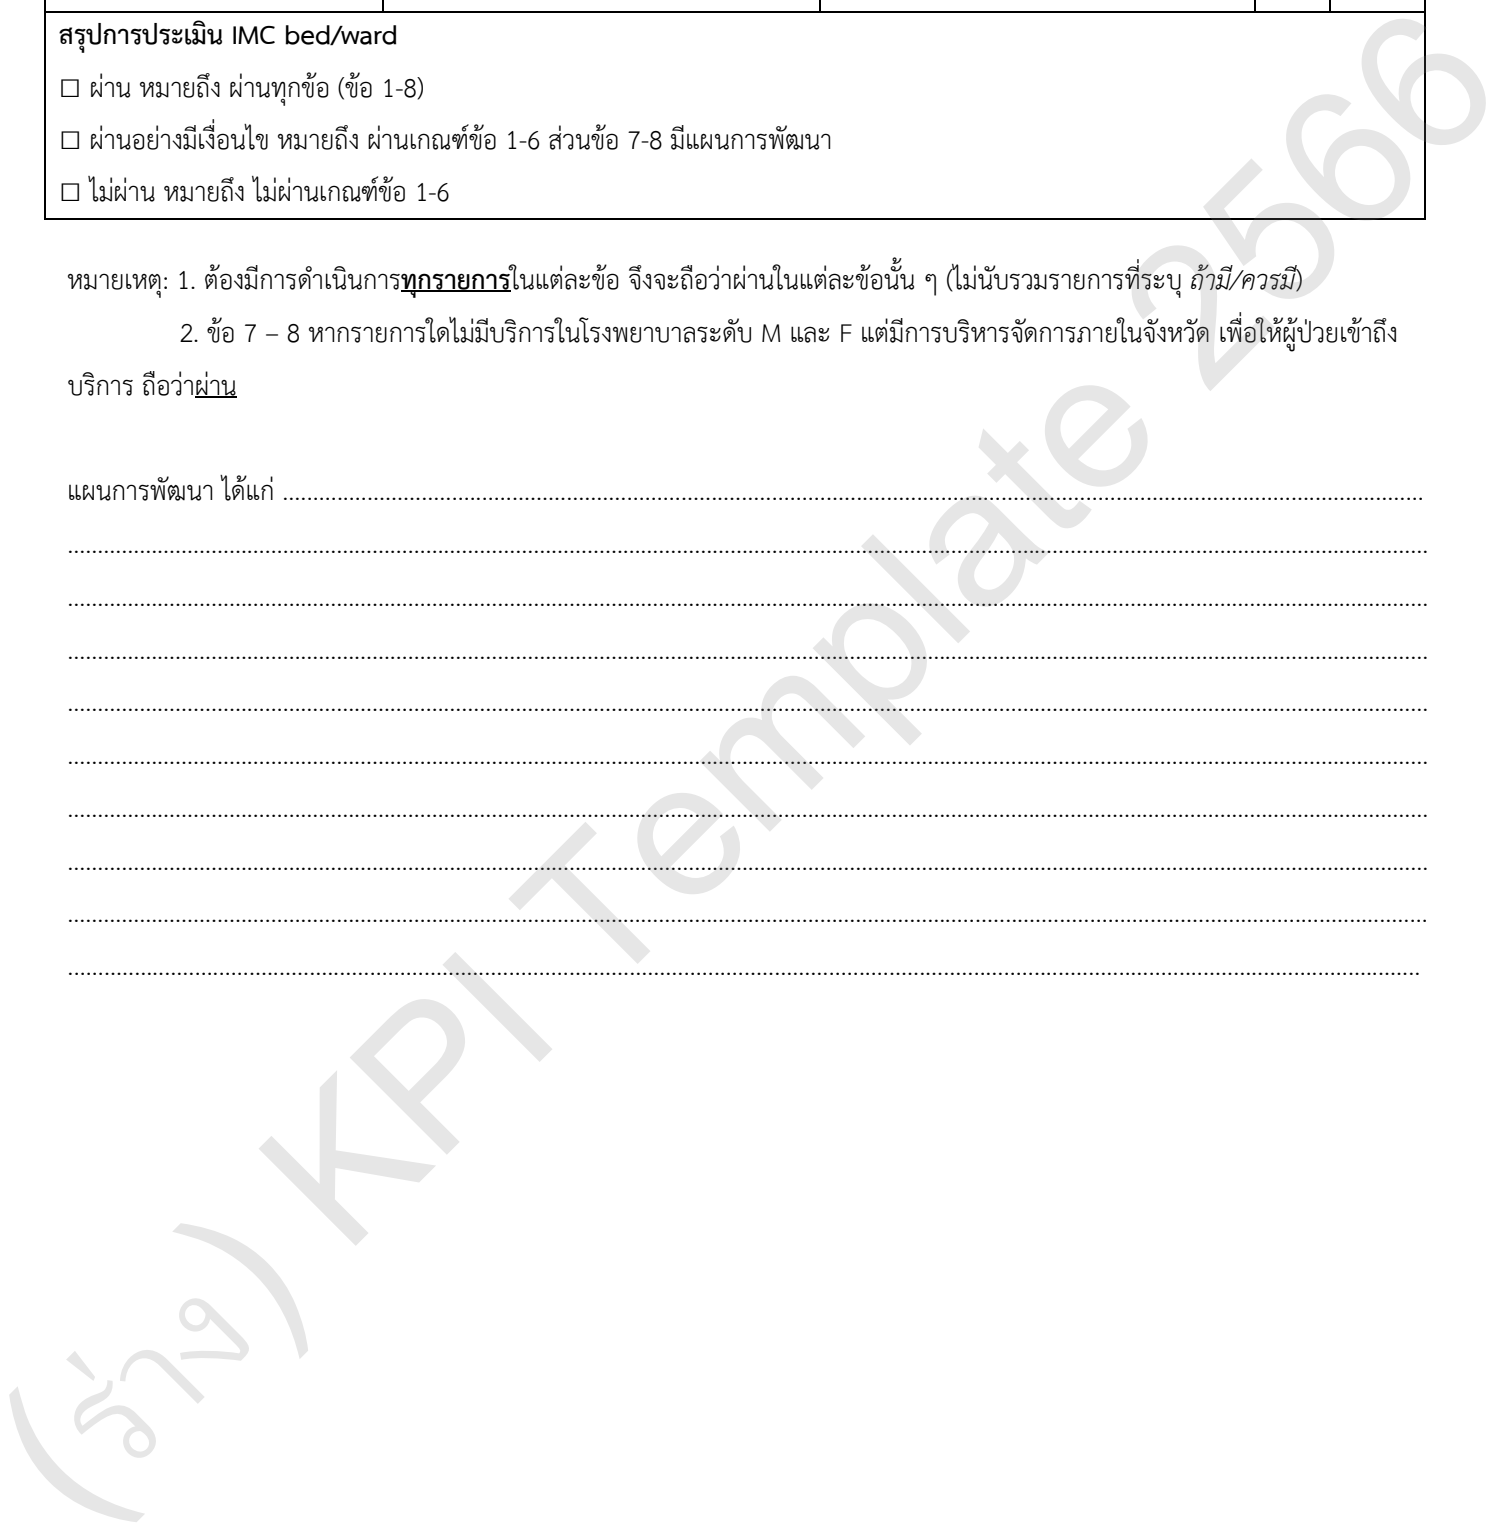 สรุปการประเมิน IMC bed/ward
☐ ผ่าน หมายถึง ผ่านทุกข้อ (ข้อ 1-8)
☐ ผ่านอย่างมีเงื่อนไข หมายถึง ผ่านเกณฑ์ข้อ 1-6 ส่วนข้อ 7-8 มีแผนการพัฒนา
☐ ไม่ผ่าน หมายถึง ไม่ผ่านเกณฑ์ข้อ 1-6
หมายเหตุ: 1. ต้องมีการดำเนินการทุกรายการในแต่ละข้อ จึงจะถือว่าผ่านในแต่ละข้อนั้น ๆ (ไม่นับรวมรายการที่ระบุ ถ้ามี/ควรมี)
2. ข้อ 7 – 8 หากรายการใดไม่มีบริการในโรงพยาบาลระดับ M และ F แต่มีการบริหารจัดการภายในจังหวัด เพื่อให้ผู้ป่วยเข้าถึง
บริการ ถือว่าผ่าน
แผนการพัฒนา ได้แก่ ........................................
(ร่าง) KPI Template 2566